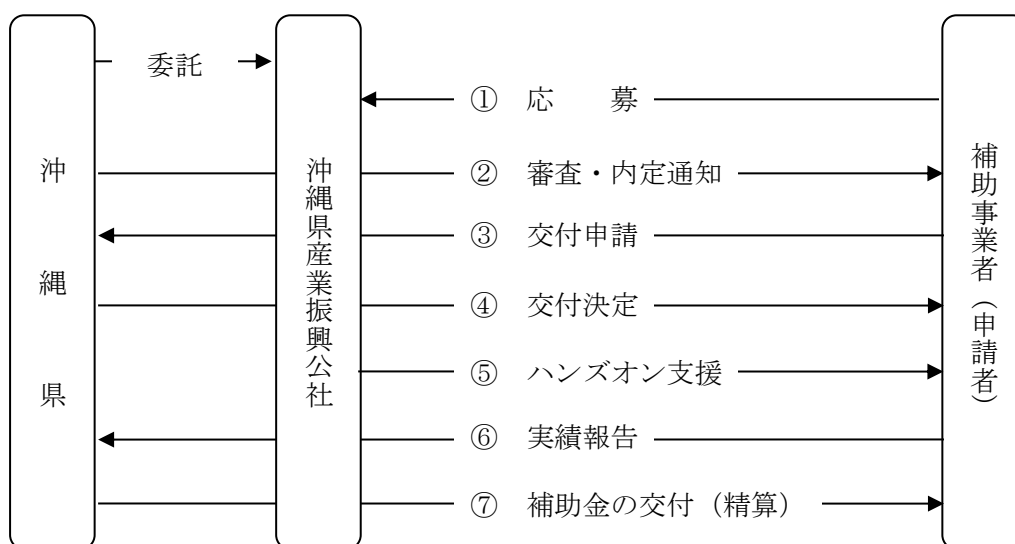 委託
沖縄県
沖縄県産業振興公社
補助事業者（申請者）
① 応　募
② 審査・内定通知
③ 交付申請
④ 交付決定
⑤ ハンズオン支援
⑥ 実績報告
⑦ 補助金の交付（精算）